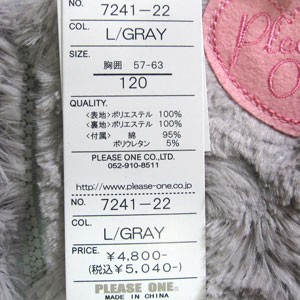 Please
O
NO. 7241-22
COL. L/GRAY
SIZE.
胸囲 57-63
120
QUALITY.
<表地>ポリエステル 100%
<裏地>ポリエステル 100%
<付属> 綿 95%
ポリウレタン 5%
PLEASE ONE CO.,LTD.
052-910-8511
http://www.please-one.co.jp
NO. 7241-22
COL. L/GRAY
PRICE. ¥4,800-
(税込¥5,040-)
PLEASE ONE.
MADE IN CHINA